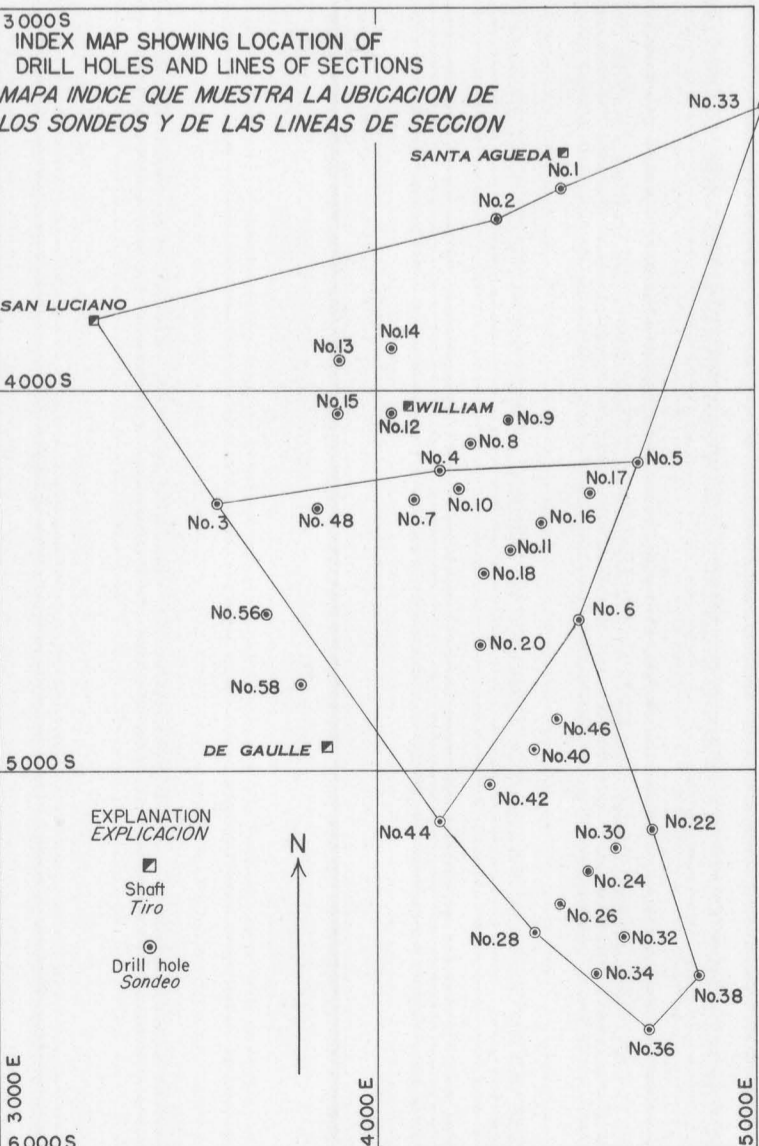 3000S
INDEX MAP SHOWING LOCATION OF
DRILL HOLES AND LINES OF SECTIONS
MAPA INDICE QUE MUESTRA LA UBICACION DE
LOS SONDEOS Y DE LAS LINEAS DE SECCION
No.33
SANTA AGUEDA
No.1
No.2
SAN LUCIANO
No.14
No.13
4000 S
No.15
WILLIAM
No.12
No.9
No.8
No.4
No.5
No.17
No.3
No. 48
No.7
No.10
No.16
No.11
No.18
No.56
No. 6
No. 20
No.58
No.46
DE GAULLE
No.40
5000 S
No.42
EXPLANATION
EXPLICACION
No.44
No.22
No.30
N
Shaft
Tiro
No.24
No.26
No.28
No.32
Drill hole
Sondeo
No.34
No.38
No.36
3000 E
4000 E
5000 E
6000S